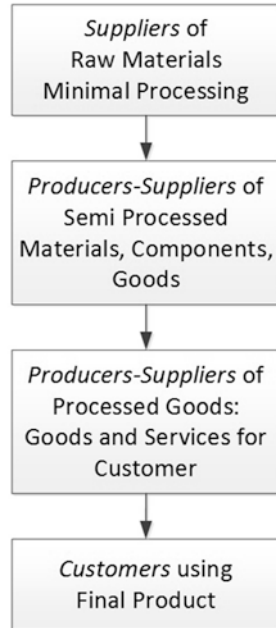 Suppliers of
Raw Materials
Minimal Processing
Producers-Suppliers of
Semi Processed
Materials, Components,
Goods
Producers-Suppliers of
Processed Goods:
Goods and Services for
Customer
Customers using
Final Product